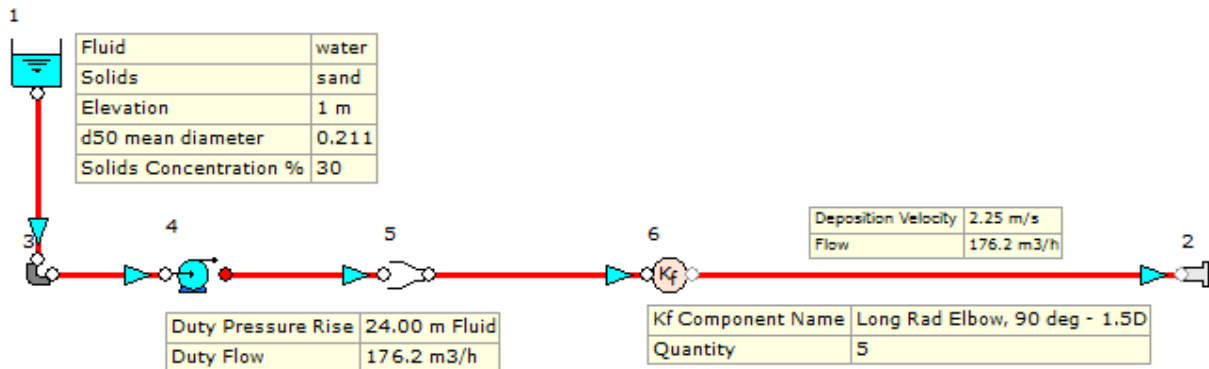 1
Fluid water
Solids sand
Elevation 1 m
d50 mean diameter 0.211
Solids Concentration % 30
3
4
5
6
Deposition Velocity 2.25 m/s
Flow 176.2 m3/h
2
Kf
Duty Pressure Rise 24.00 m Fluid
Duty Flow 176.2 m3/h
Kf Component Name Long Rad Elbow, 90 deg - 1.5D
Quantity 5